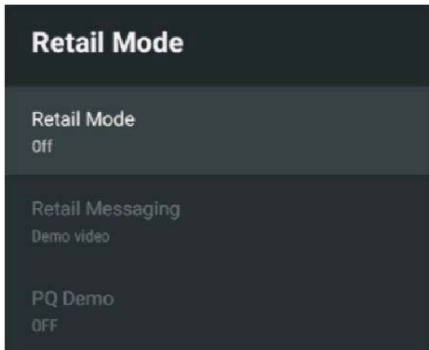 Retail Mode
Retail Mode
Off
Retail Messaging
Demo video
PQ Demo
OFF